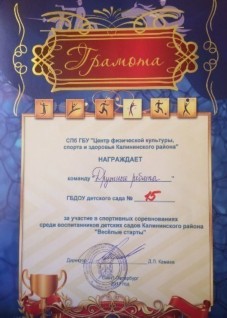 Грамота
СПб ГБУ "Центр физической культуры,
спорта и здоровья Калининского района"
НАГРАЖДАЕТ
команду "Дружные ребята"
ГБДОУ детского сада № 15
за участие в спортивных соревнованиях
среди воспитанников детских садов Калининского района
"Весёлые старты"
Директор
Санкт-Петербург